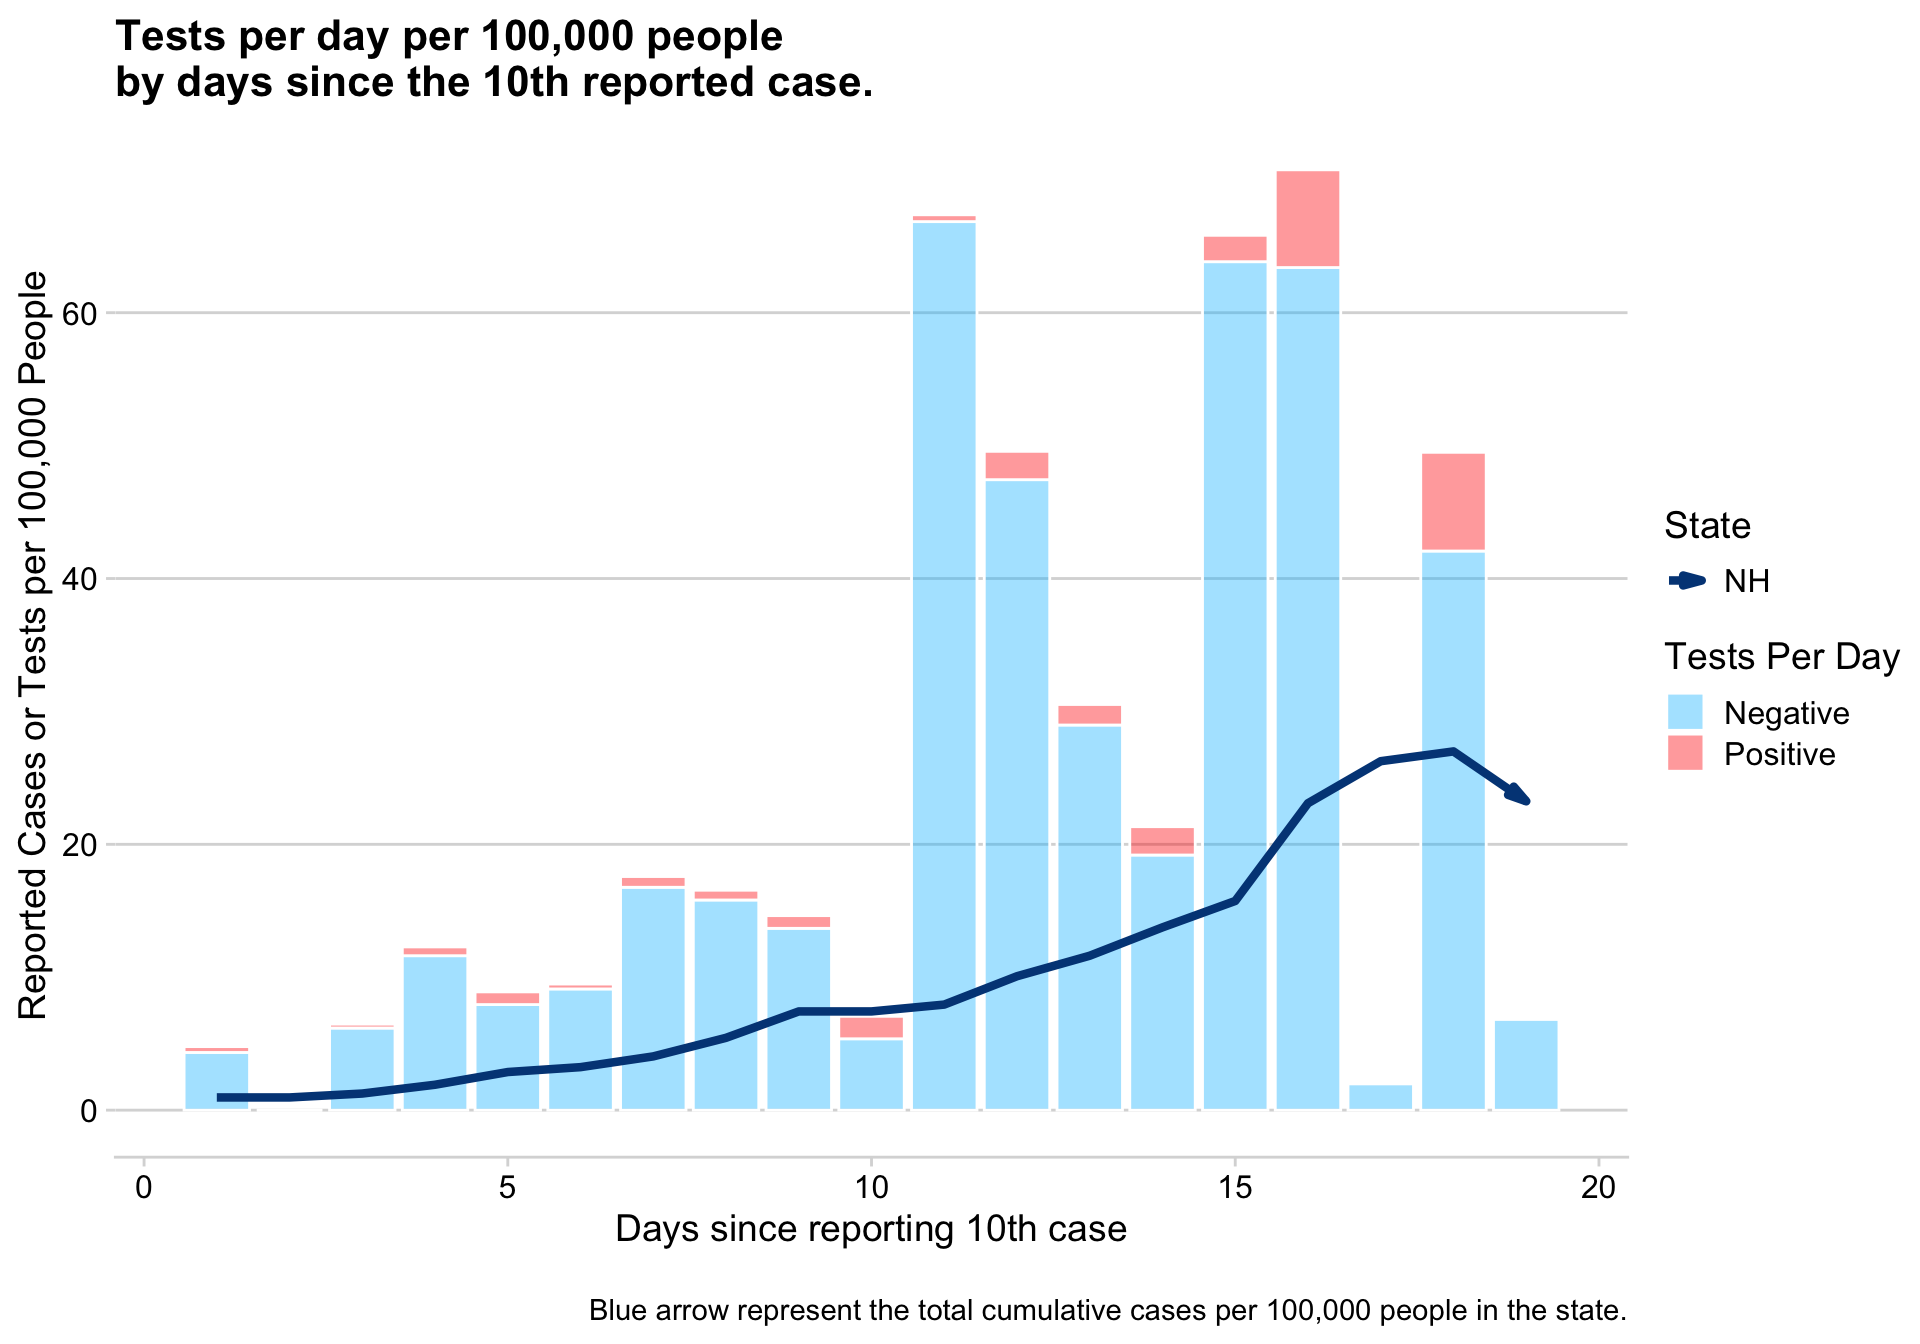 Tests per day per 100,000 people
by days since the 10th reported case.
Reported Cases or Tests per 100,000 People
60
40
20
0
0 5 10 15 20
Days since reporting 10th case
State
NH
Tests Per Day
Negative
Positive
Blue arrow represent the total cumulative cases per 100,000 people in the state.